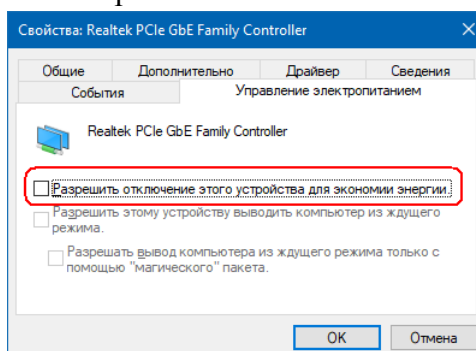 Свойства: Realtek PCIe GbE Family Controller
Общие Дополнительно Драйвер Сведения
События Управление электропитанием
Realtek PCIe GbE Family Controller
Разрешить отключение этого устройства для экономии энергии.
Разрешить этому устройству выводить компьютер из ждущего
режима.
Разрешать вывод компьютера из ждущего режима только с
помощью "магического" пакета.
OK Отмена